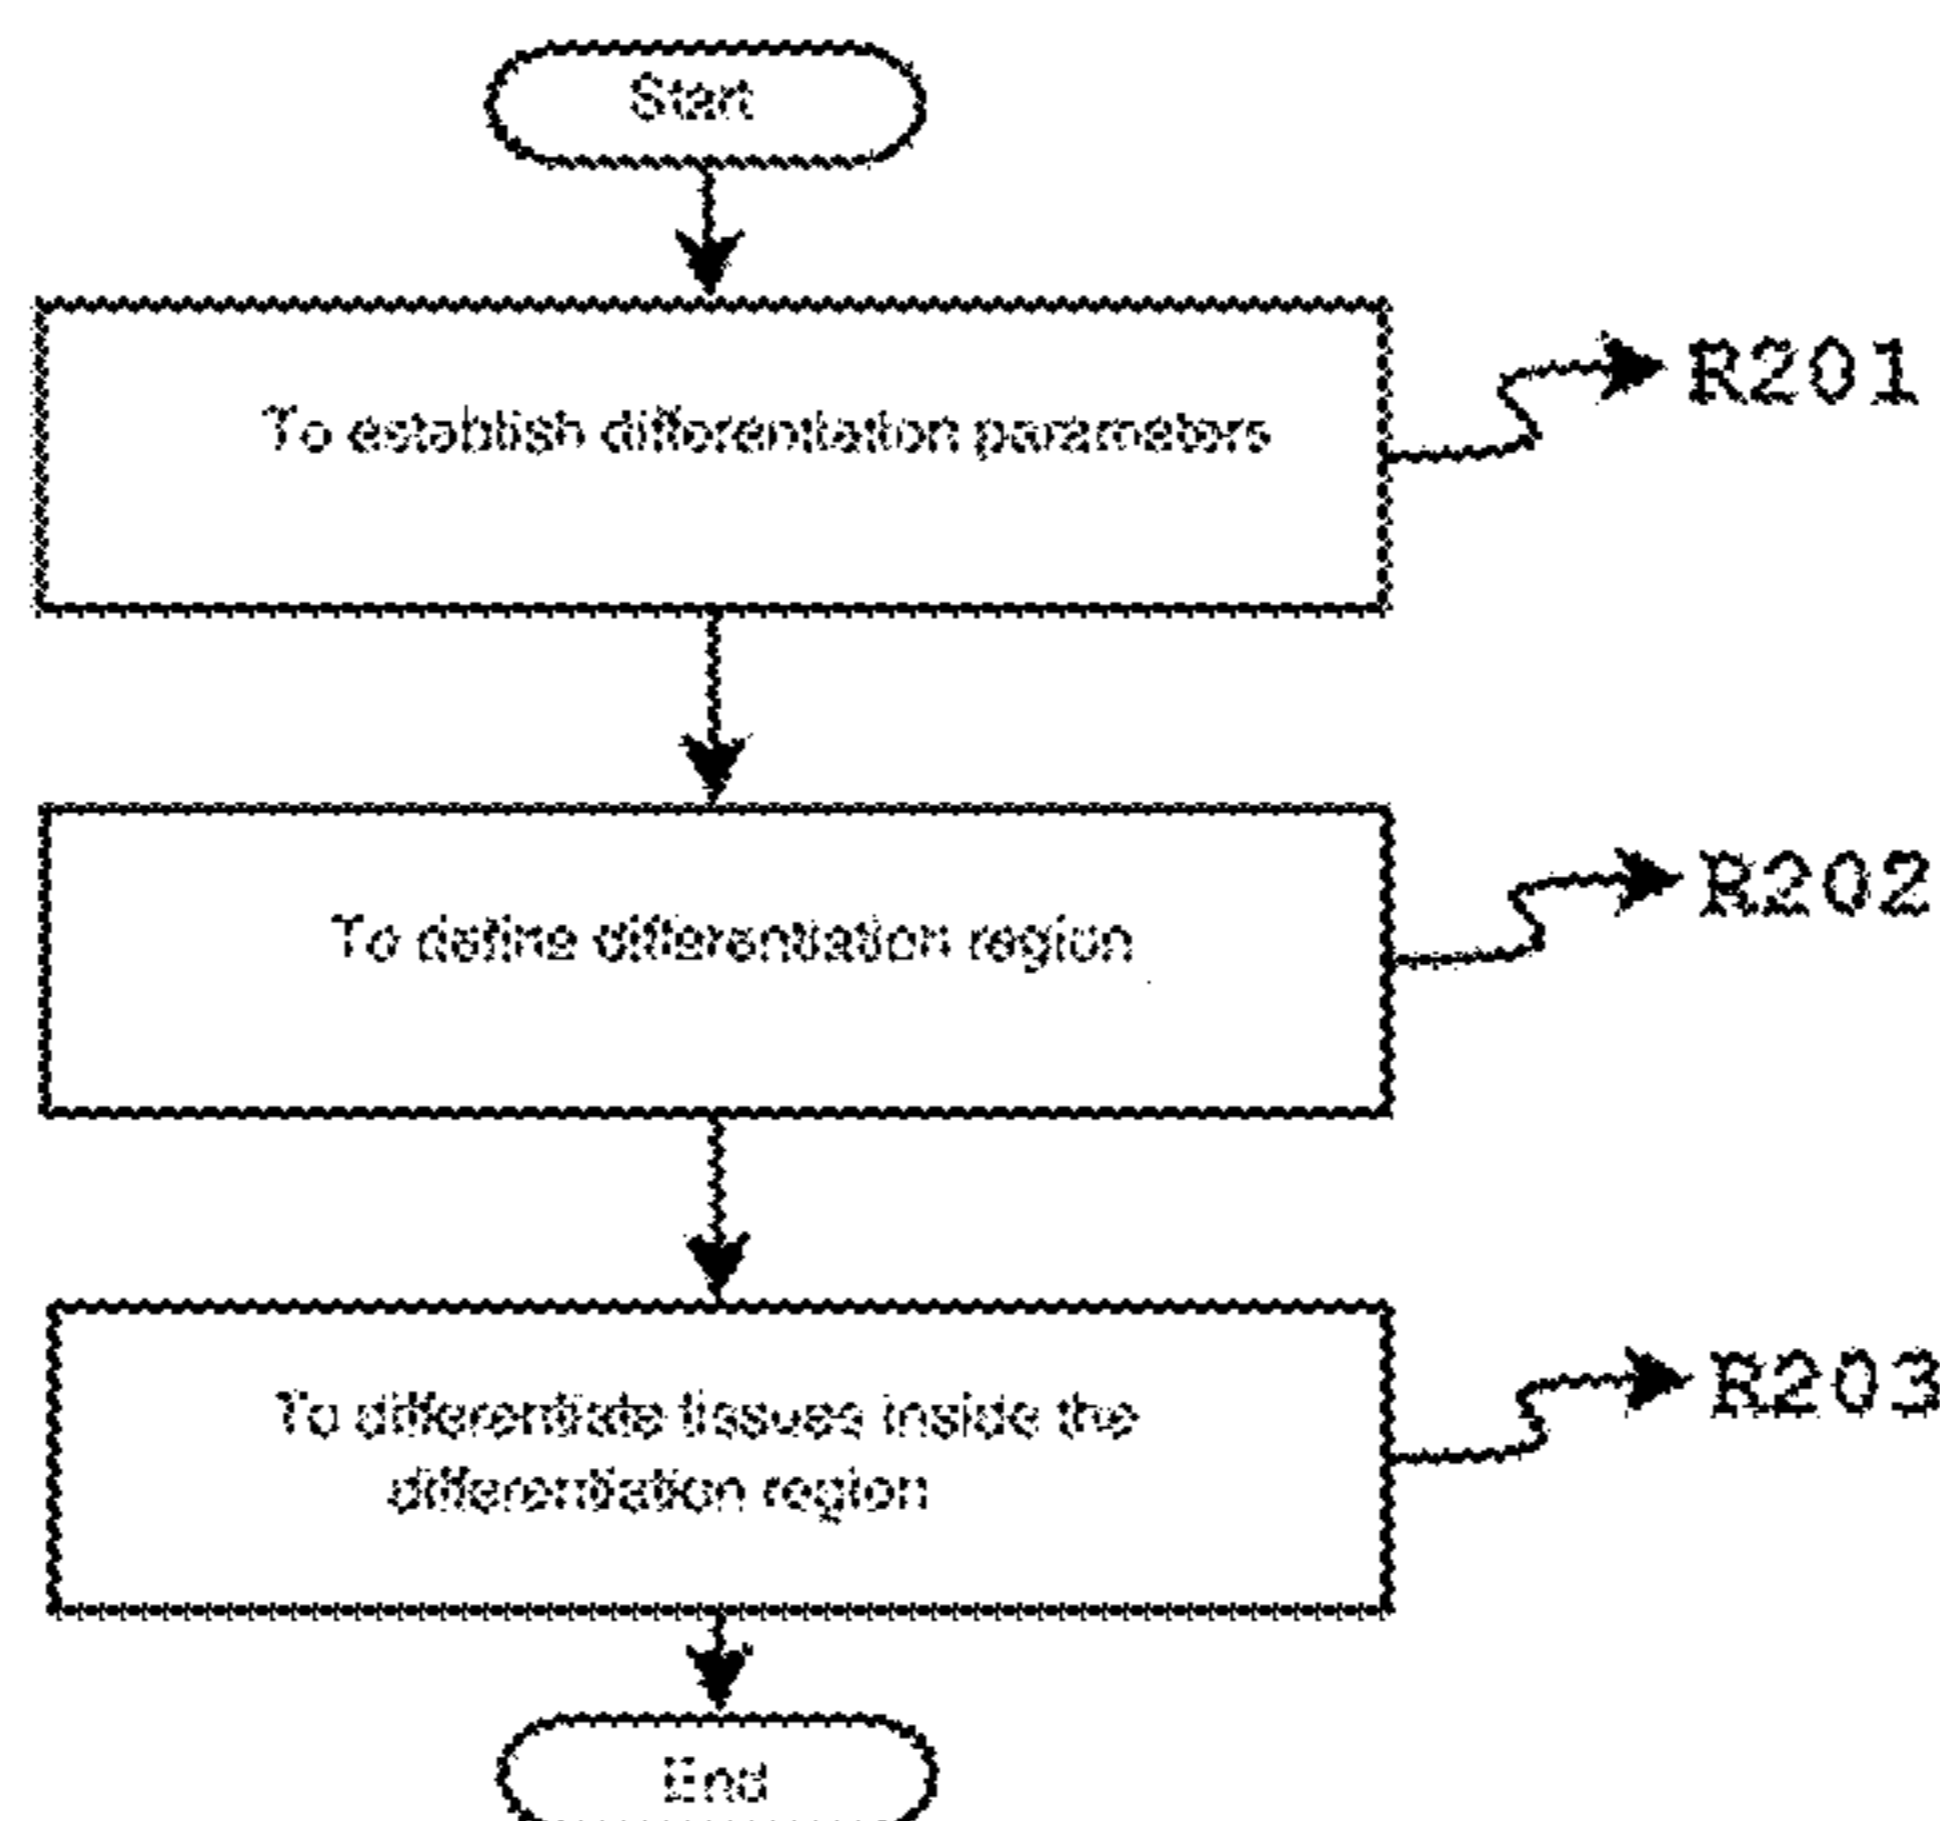 Start
To establish differentiation parameters
R201
To define differentiation region
R202
To differentiate tissues inside the
differentiation region
R203
End